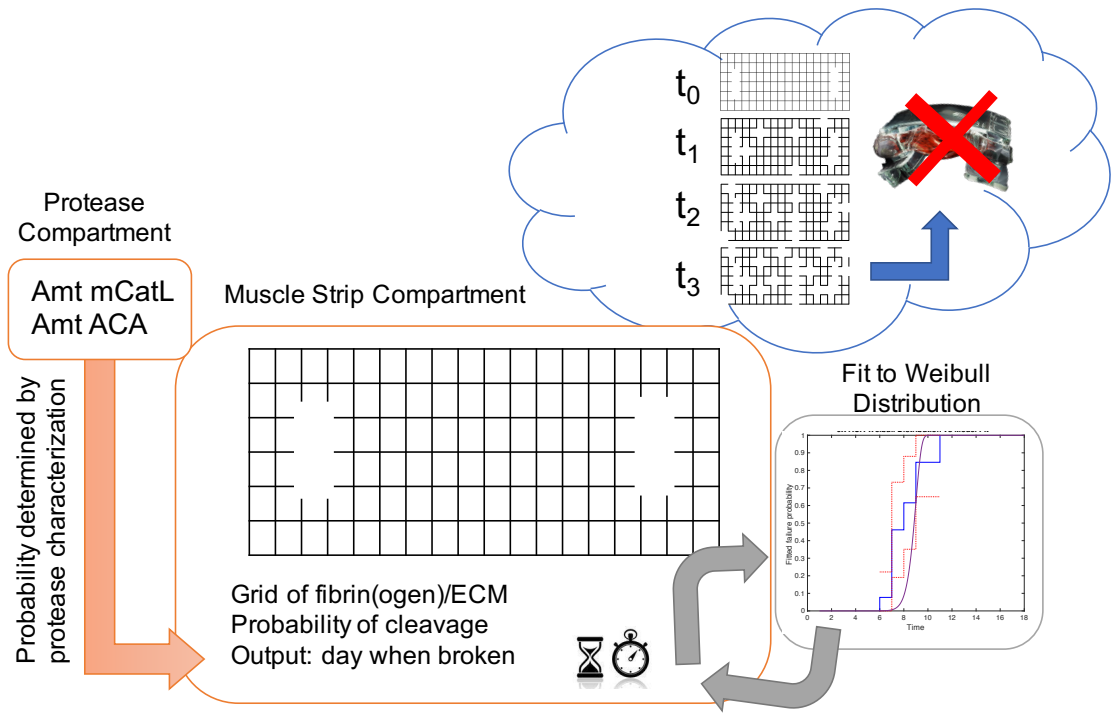 t0
t1
t2
t3
Protease
Compartment
Amt mCatL
Amt ACA
Muscle Strip Compartment
Probability determined by
protease characterization
Grid of fibrin(ogen)/ECM
Probability of cleavage
Output: day when broken
Fit to Weibull
Distribution
Fitted failure probability
1
0.9
0.8
0.7
0.6
0.5
0.4
0.3
0.2
0.1
0
0 2 4 6 8 10 12 14 16 18
Time